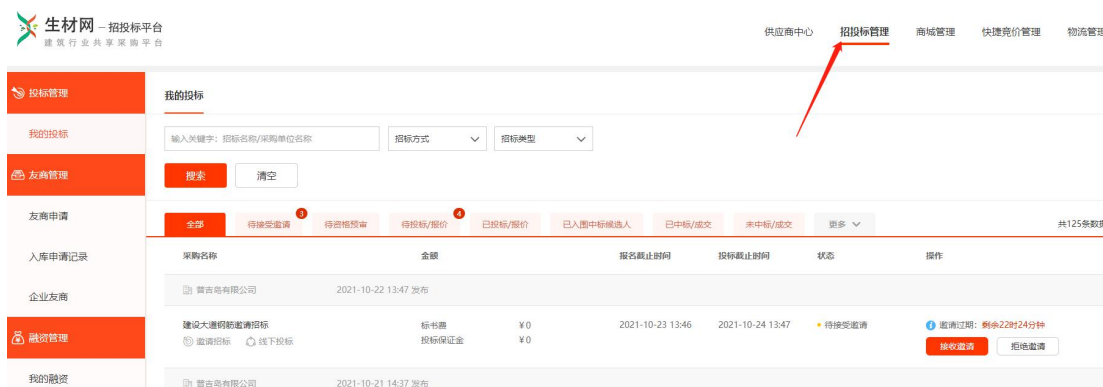 生材网 – 招投标平台
建筑行业共享采购平台
供应商中心 招投标管理 商城管理 快捷竞价管理 物流管理
投标管理
我的投标
友商管理
友商申请
入库申请记录
企业友商
融资管理
我的融资
我的投标
输入关键字：招标名称/采购单位名称 招标方式 招标类型
搜索 清空
全部 待接受邀请 3 待资格预审 待投标/报价 4 已投标/报价 已入围中标候选人 已中标/成交 未中标/成交 更多 共125条数据
采购名称 金额 报名截止时间 投标截止时间 状态 操作
普吉岛有限公司 2021-10-22 13:47 发布
建设大道钢筋邀请招标 标书费 ¥0 2021-10-23 13:46 2021-10-24 13:47 待接受邀请 邀请过期：剩余22时24分钟
邀请招标 线下投标 投标保证金 ¥0 接收邀请 拒绝邀请
普吉岛有限公司 2021-10-21 14:37 发布